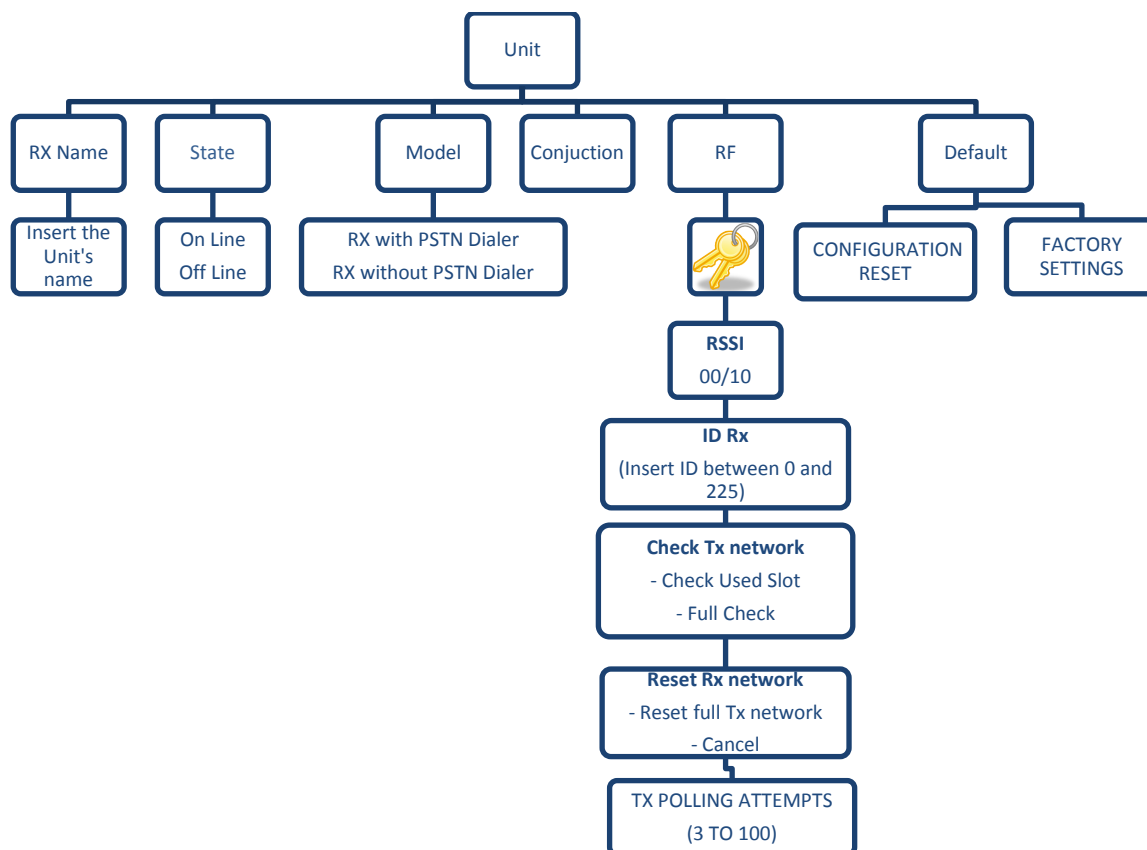 Unit
RX Name
State
Model
Conjuction
RF
Default
Insert the
Unit's
name
On Line
Off Line
RX with PSTN Dialer
RX without PSTN Dialer
CONFIGURATION
RESET
FACTORY
SETTINGS
RSSI
00/10
ID Rx
(Insert ID between 0 and
225)
Check Tx network
- Check Used Slot
- Full Check
Reset Rx network
- Reset full Tx network
- Cancel
TX POLLING ATTEMPTS
(3 TO 100)